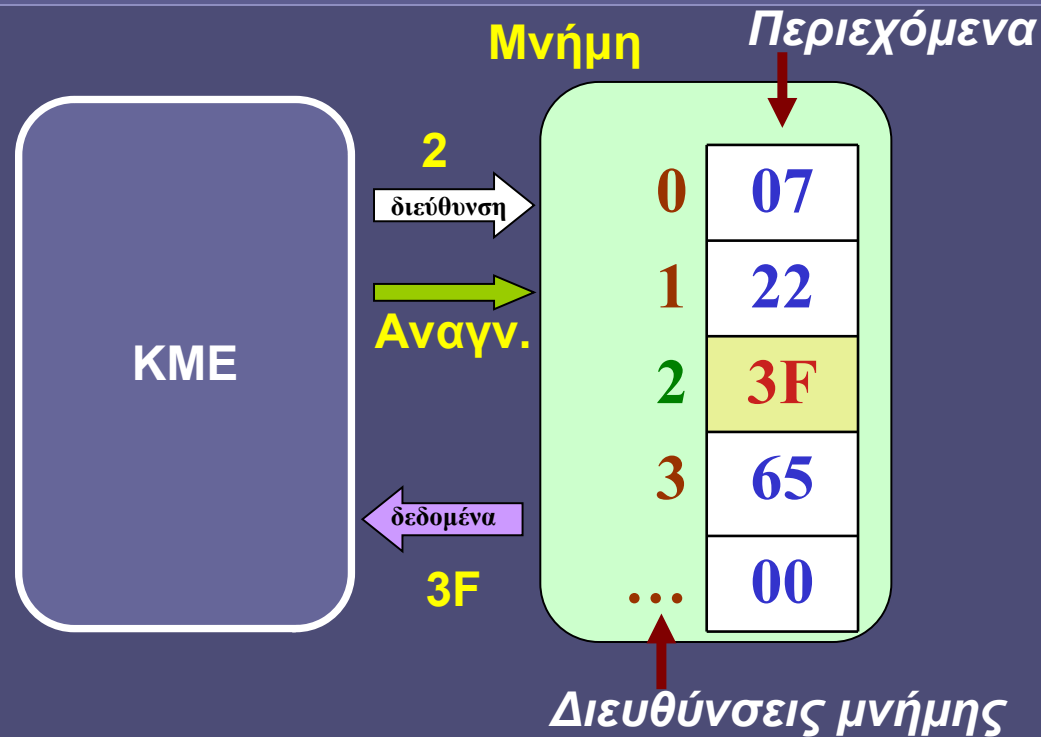 Περιεχόμενα
Μνήμη
2
διεύθυνση
0 07
1 22
Αναγν.
ΚΜΕ
2 3F
3 65
δεδομένα
3F
... 00
Διευθύνσεις μνήμης